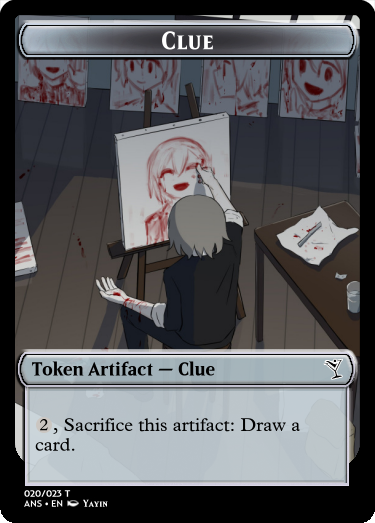 Clue
Token Artifact — Clue
2, Sacrifice this artifact: Draw a
card.
020/023 T
ANS • EN Yayin